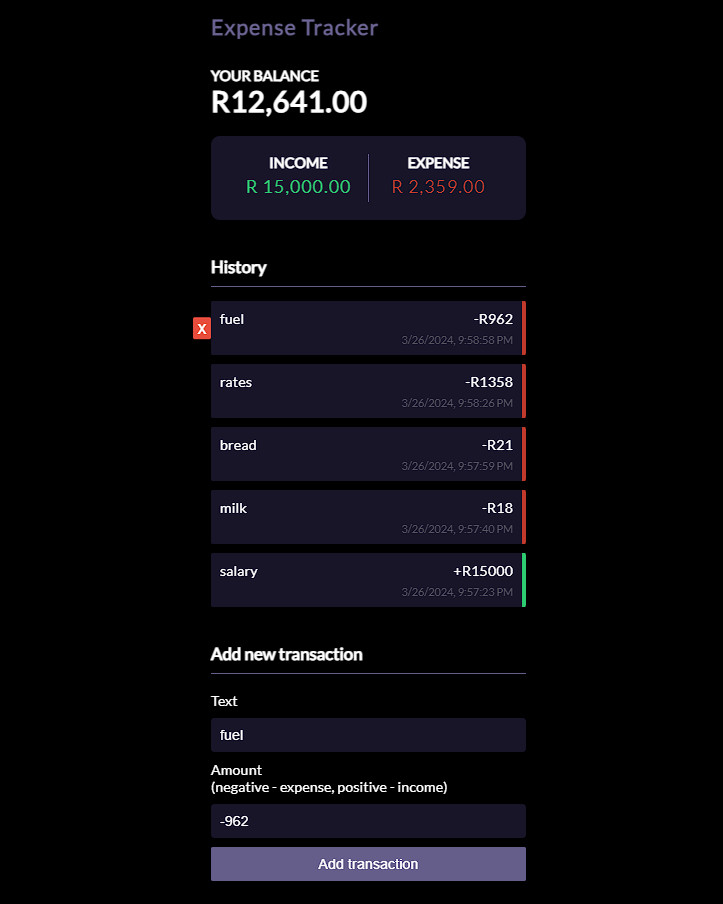 Expense Tracker
YOUR BALANCE
R12,641.00
INCOME
R 15,000.00
EXPENSE
R 2,359.00
History
X
fuel
-R962
3/26/2024, 9:58:58 PM
rates
-R1358
3/26/2024, 9:58:26 PM
bread
-R21
3/26/2024, 9:57:59 PM
milk
-R18
3/26/2024, 9:57:40 PM
salary
+R15000
3/26/2024, 9:57:23 PM
Add new transaction
Text
fuel
Amount
(negative - expense, positive - income)
-962
Add transaction